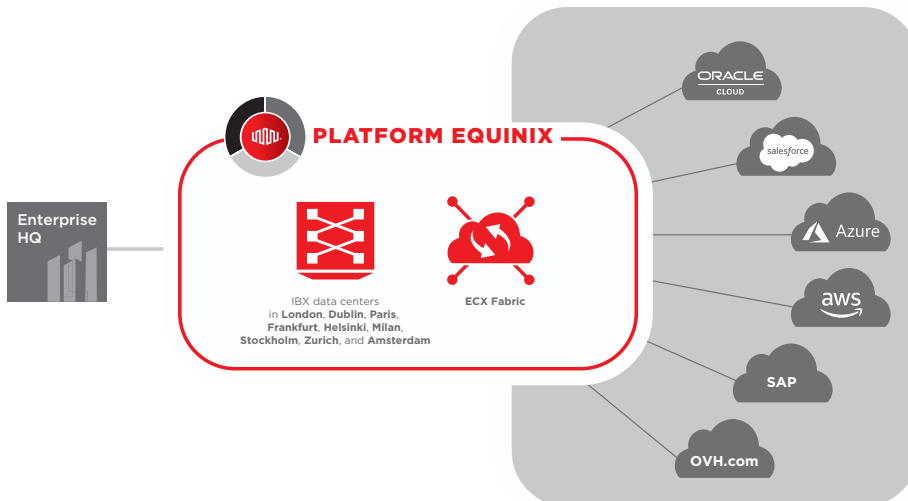 ORACLE
CLOUD
PLATFORM EQUINIX
salesforce
Enterprise
HQ
Azure
aws
IBX data centers
in London, Dublin, Paris,
Frankfurt, Helsinki, Milan,
Stockholm, Zurich, and Amsterdam
ECX Fabric
SAP
OVH.com